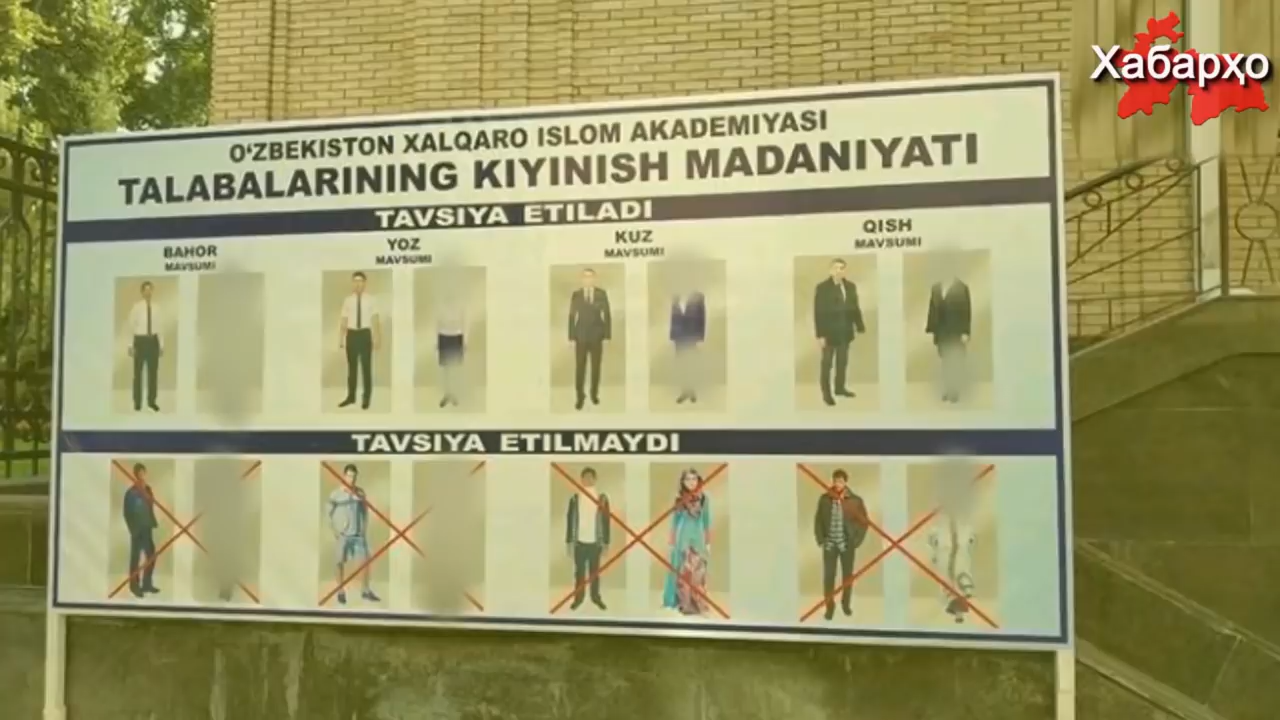 Хабарҳо
O‘ZBEKISTON XALQARO ISLOM AKADEMIYASI
TALABALARINING KIYINISH MADANIYATI
TAVSIYA ETILADI
BAHOR
MAVSUMI
YOZ
MAVSUMI
KUZ
MAVSUMI
QISH
MAVSUMI
TAVSIYA ETILMAYDI